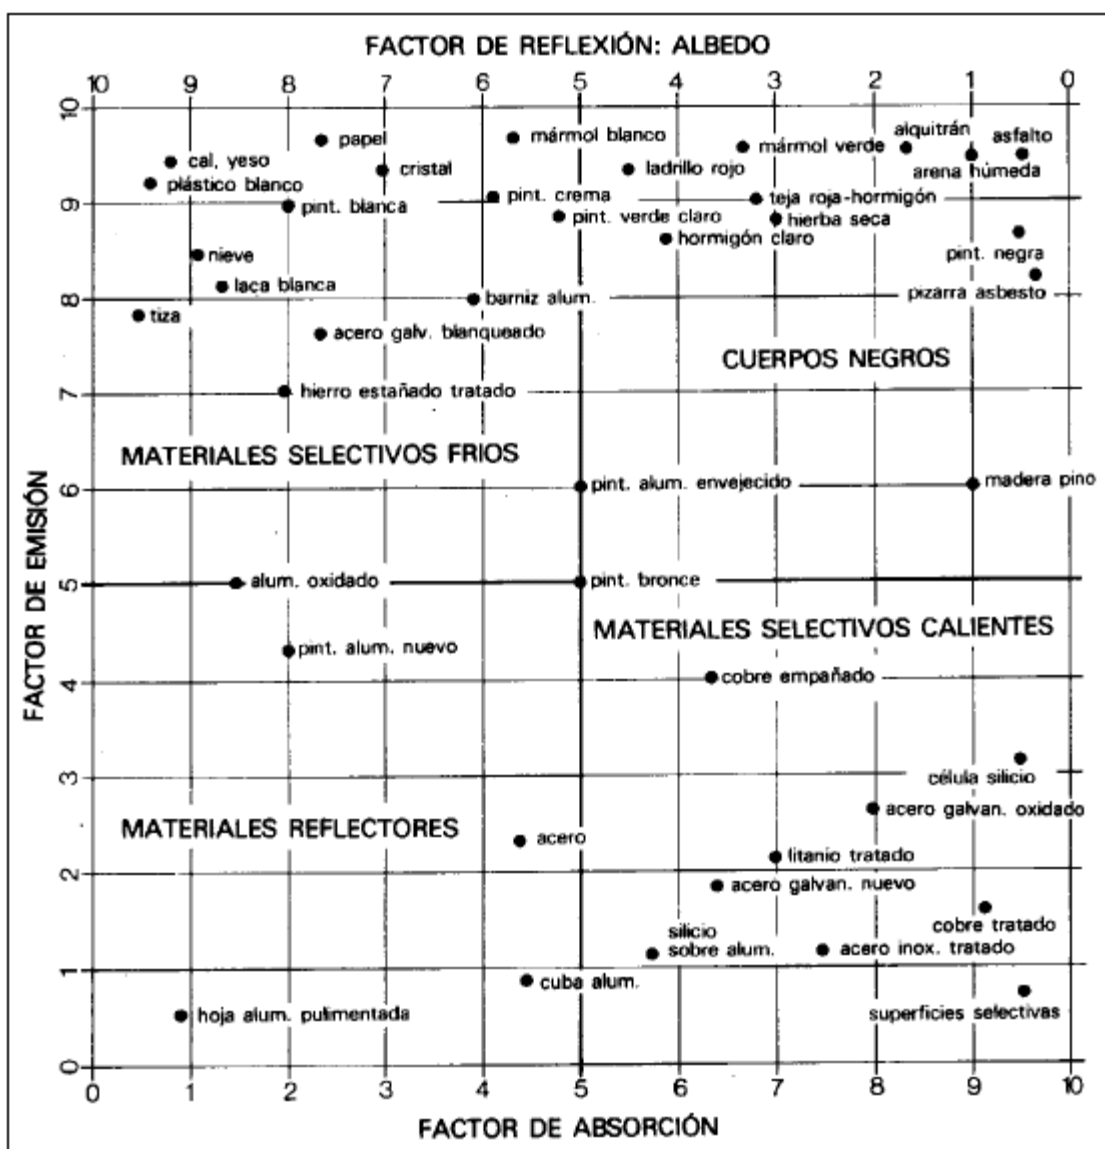 FACTOR DE REFLEXIÓN: ALBEDO
10 9 8 7 6 5 4 3 2 1 0
10
papel
mármol blanco
mármol verde
alquitrán
asfalto
cal, yeso
cristal
ladrillo rojo
arena húmeda
plástico blanco
9
pint. blanca
pint. crema
teja roja-hormigón
pint. verde claro
hierba seca
hormigón claro
nieve
pint. negra
laca blanca
8
barniz alum.
pizarra asbesto
tiza
acero galv. blanqueado
CUERPOS NEGROS
7
hierro estañado tratado
MATERIALES SELECTIVOS FRIOS
6
pint. alum. envejecido
madera pino
FACTOR DE EMISIÓN
5
alum. oxidado
pint. bronce
MATERIALES SELECTIVOS CALIENTES
pint. alum. nuevo
4
cobre empañado
3
célula silicio
MATERIALES REFLECTORES
acero galvan. oxidado
acero
litanio tratado
2
acero galvan. nuevo
silicio
sobre alum.
cobre tratado
acero inox. tratado
1
cuba alum.
hoja alum. pulimentada
superficies selectivas
0
0 1 2 3 4 5 6 7 8 9 10
FACTOR DE ABSORCIÓN